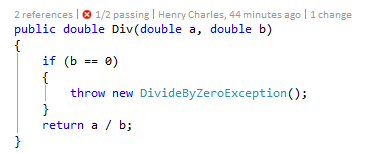 2 references | 1/2 passing | Henry Charles, 44 minutes ago | 1 change
public double Div(double a, double b)
{
if (b == 0)
{
throw new DivideByZeroException();
}
return a / b;
}